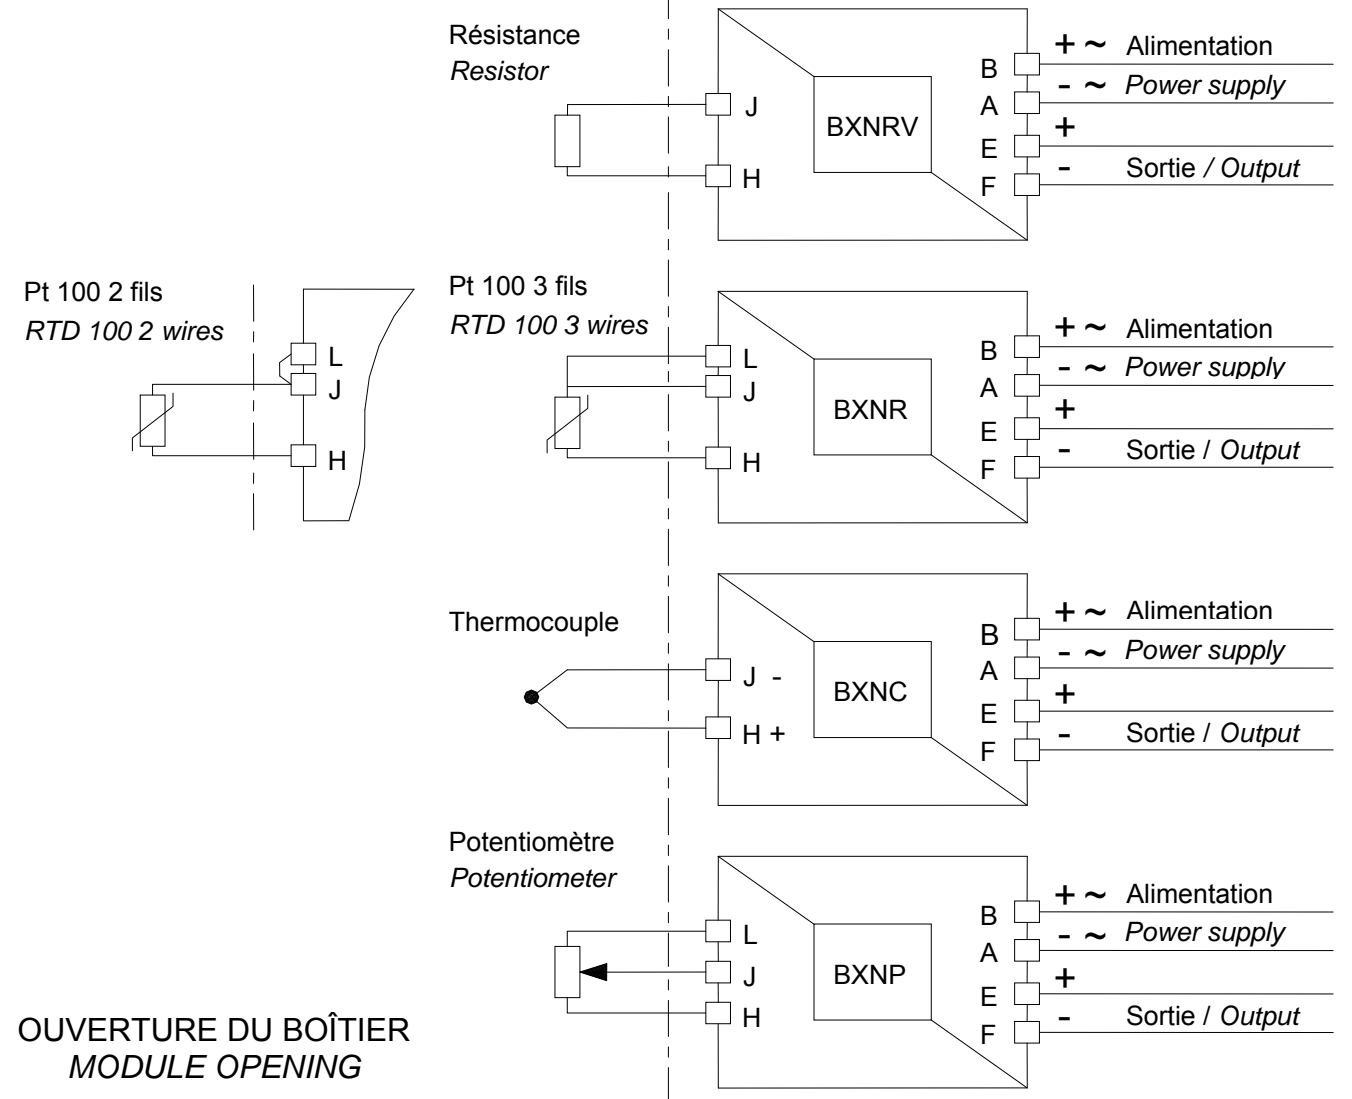 Résistance
Resistor
J
H
BXNRV
B
A
E
F
+ ~ Alimentation
- ~ Power supply
+
- Sortie / Output
Pt 100 2 fils
RTD 100 2 wires
L
J
H
Pt 100 3 fils
RTD 100 3 wires
L
J
H
BXNR
B
A
E
F
+ ~ Alimentation
- ~ Power supply
+
- Sortie / Output
Thermocouple
J -
H +
BXNC
B
A
E
F
+ ~ Alimentation
- ~ Power supply
+
- Sortie / Output
Potentiomètre
Potentiometer
L
J
H
BXNP
B
A
E
F
+ ~ Alimentation
- ~ Power supply
+
- Sortie / Output
OUVERTURE DU BOÎTIER
MODULE OPENING